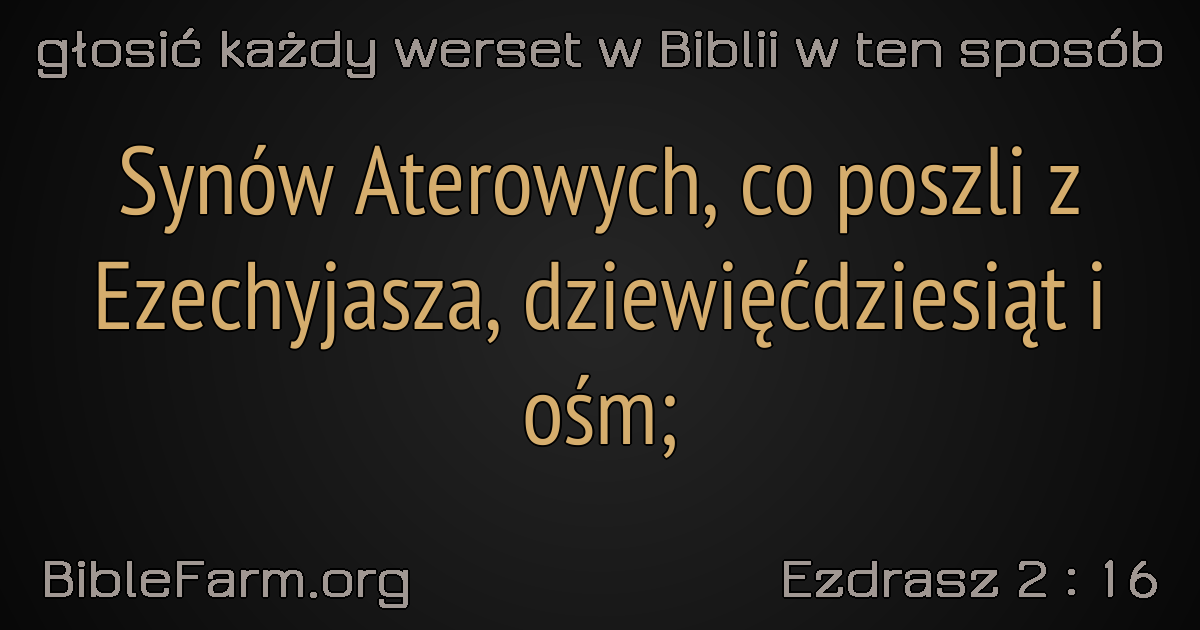 głosić każdy werset w Biblii w ten sposób
Synów Aterowych, co poszli z
Ezechyjasza, dziewięćdziesiąt i
ośm;
BibleFarm.org
Ezdrasz 2 : 16